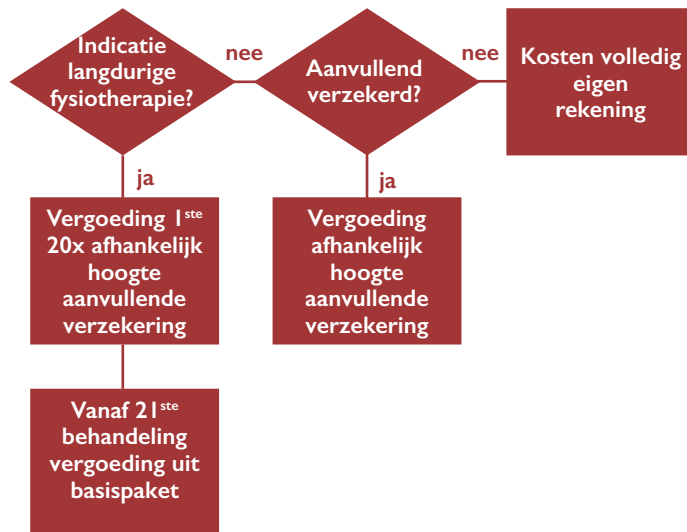 Indicatie
langdurige
fysiotherapie?
nee
Aanvullend
verzekerd?
nee
Kosten volledig
eigen
rekening
ja
ja
Vergoeding 1ste
20x afhankelijk
hoogte
aanvullende
verzekering
Vergoeding
afhankelijk
hoogte
aanvullende
verzekering
Vanaf 21ste
behandeling
vergoeding uit
basispaket